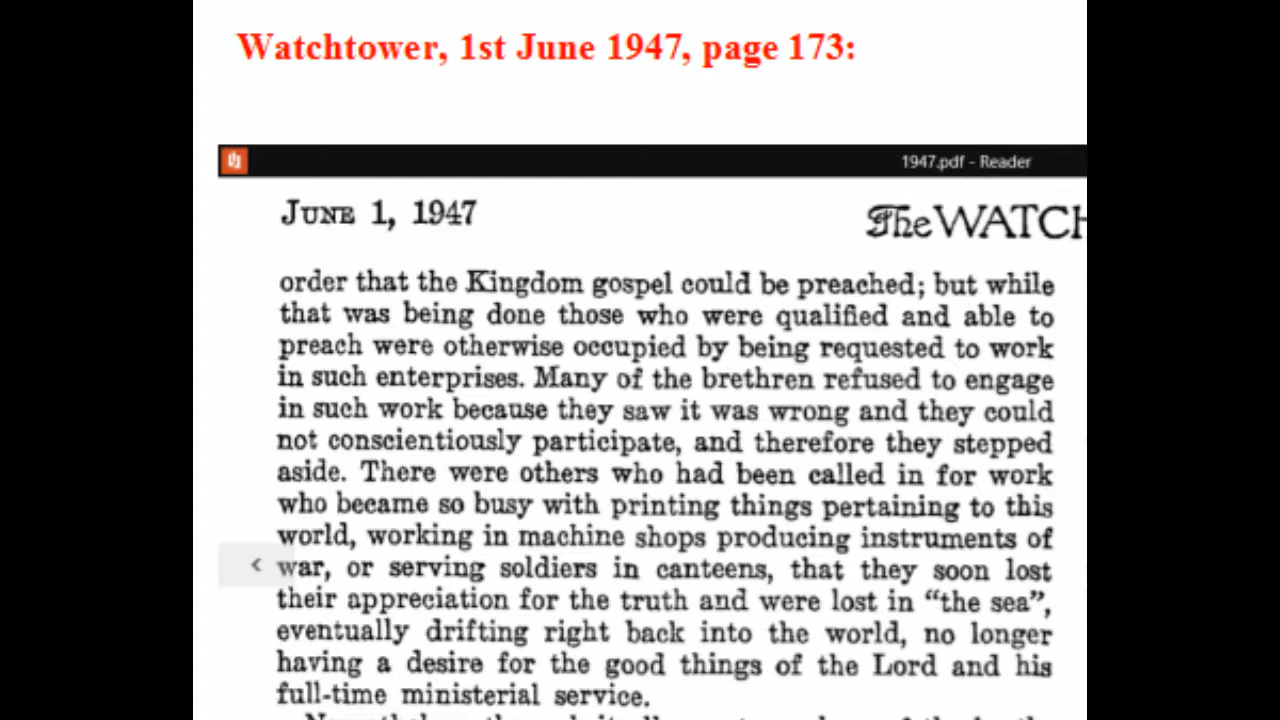 Watchtower, 1st June 1947, page 173:
1947.pdf - Reader
JUNE 1, 1947 The WATCH
order that the Kingdom gospel could be preached; but while
that was being done those who were qualified and able to
preach were otherwise occupied by being requested to work
in such enterprises. Many of the brethren refused to engage
in such work because they saw it was wrong and they could
not conscientiously participate, and therefore they stepped
aside. There were others who had been called in for work
who became so busy with printing things pertaining to this
world, working in machine shops producing instruments of
war, or serving soldiers in canteens, that they soon lost
their appreciation for the truth and were lost in “the sea”,
eventually drifting right back into the world, no longer
having a desire for the good things of the Lord and his
full-time ministerial service.